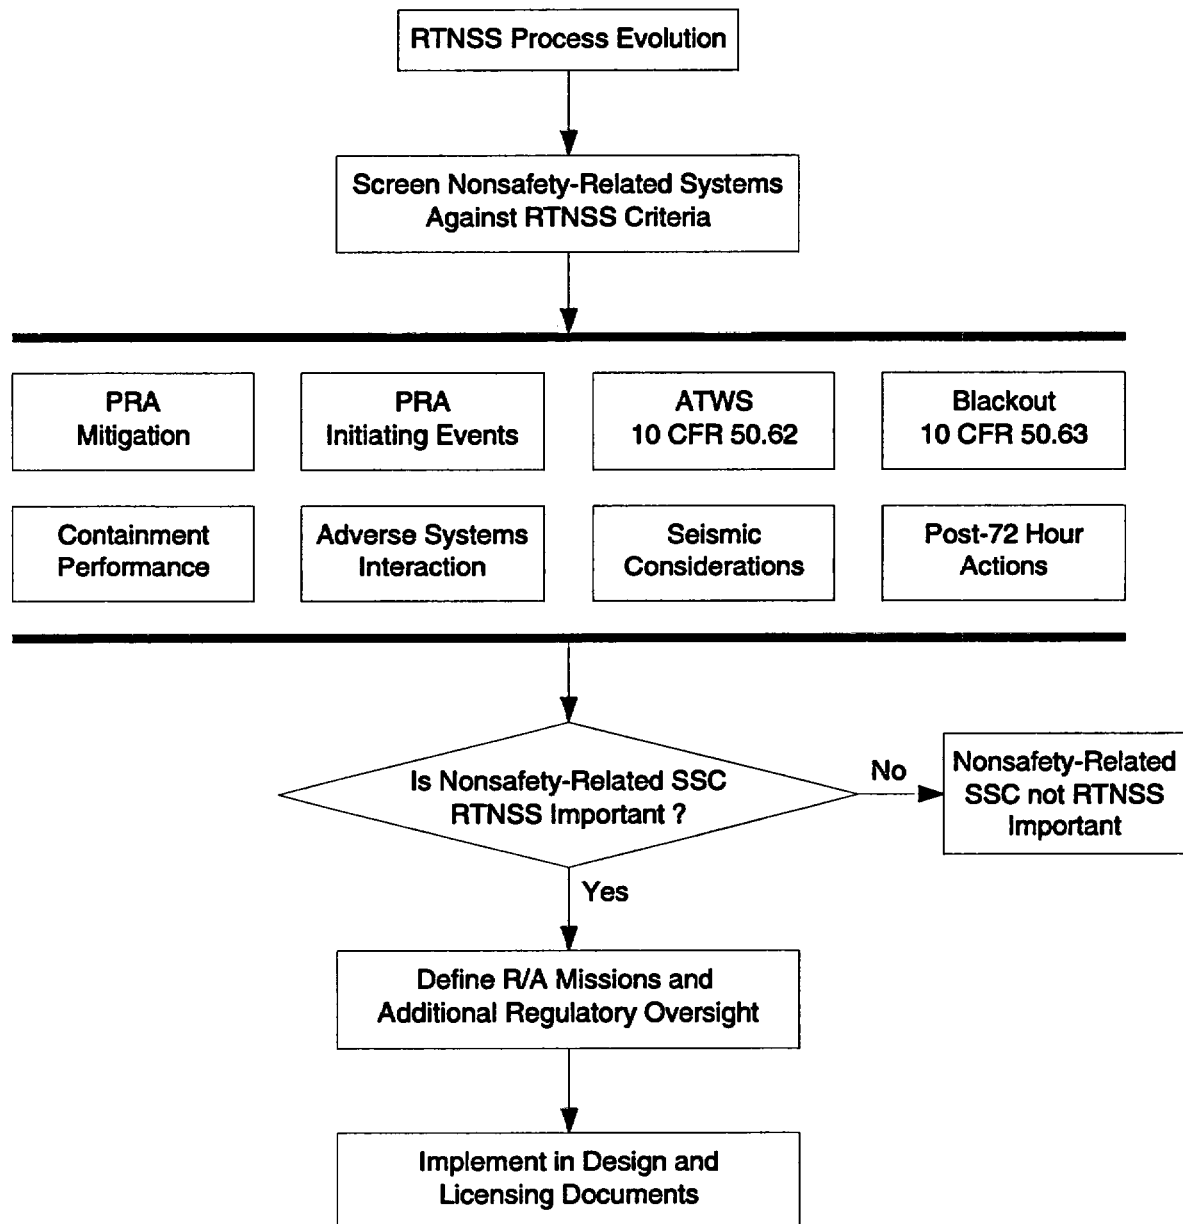 RTNSS Process Evolution
Screen Nonsafety-Related Systems
Against RTNSS Criteria
PRA
Mitigation
PRA
Initiating Events
ATWS
10 CFR 50.62
Blackout
10 CFR 50.63
Containment
Performance
Adverse Systems
Interaction
Seismic
Considerations
Post-72 Hour
Actions
Is Nonsafety-Related SSC
RTNSS Important ?
No
Nonsafety-Related
SSC not RTNSS
Important
Yes
Define R/A Missions and
Additional Regulatory Oversight
Implement in Design and
Licensing Documents